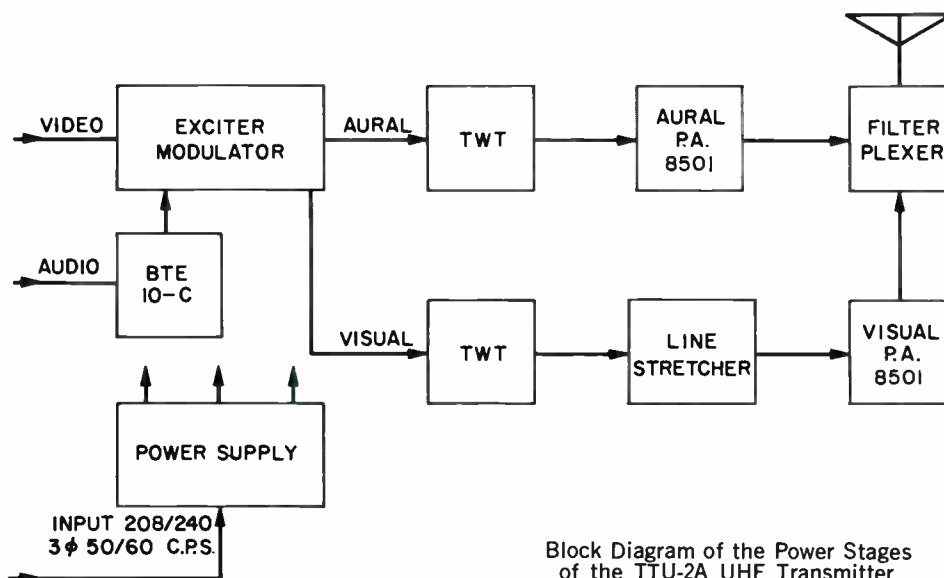 VIDEO
EXCITER
MODULATOR
AURAL
TWT
AURAL
P.A.
8501
FILTER
PLEXER
AUDIO
BTE
10-C
VISUAL
TWT
LINE
STRETCHER
VISUAL
P.A.
8501
POWER SUPPLY
INPUT 208/240
3ϕ 50/60 C.P.S.
Block Diagram of the Power Stages
of the TTU-2A UHF Transmitter